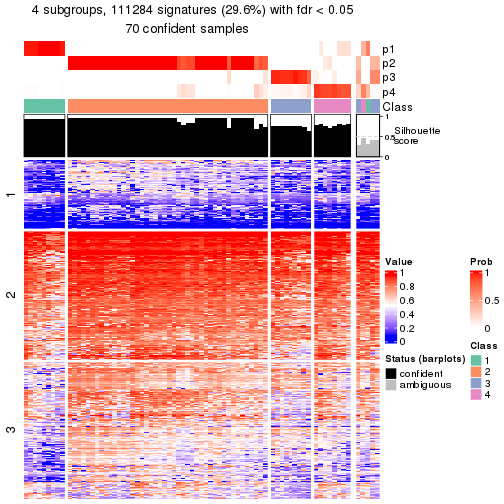 4 subgroups, 111284 signatures (29.6%) with fdr < 0.05
70 confident samples
p1
p2
p3
p4
Class
1
0.5
0
Silhouette
score
1
2
3
Value
1
0.8
0.6
0.4
0.2
0
Status (barplots)
confident
ambiguous
Prob
1
0.5
0
Class
1
2
3
4